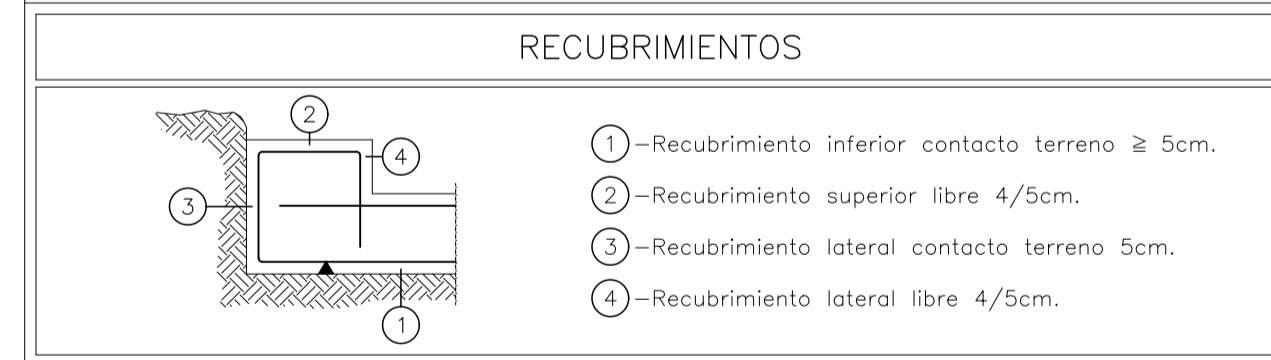 RECUBRIMIENTOS
2
4
3
1
1 -Recubrimiento inferior contacto terreno ≧ 5cm.
2 -Recubrimiento superior libre 4/5cm.
3 -Recubrimiento lateral contacto terreno 5cm.
4 -Recubrimiento lateral libre 4/5cm.